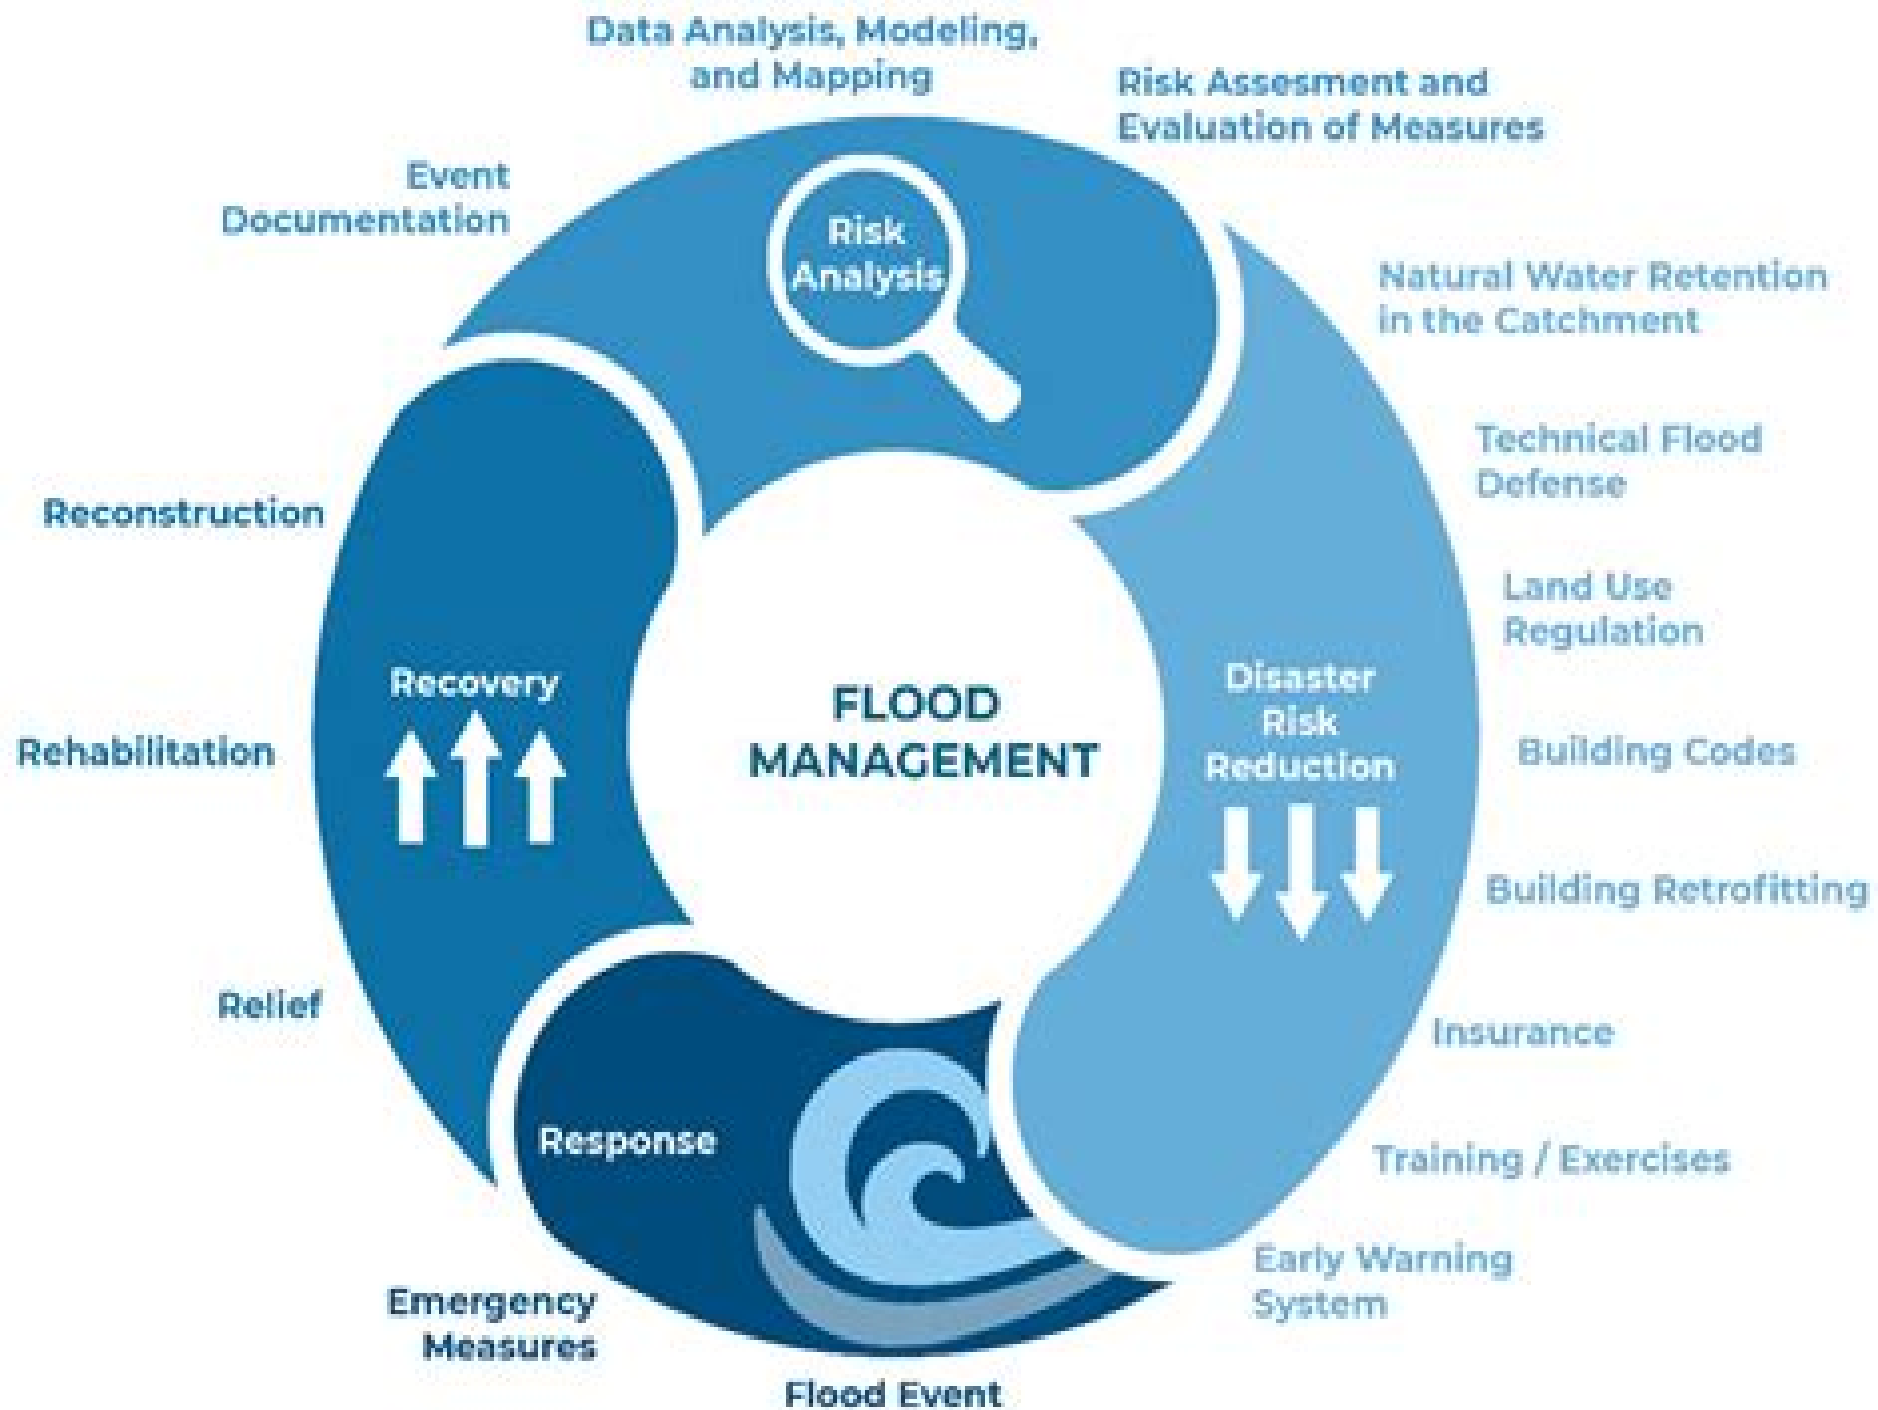 Data Analysis, Modeling,
and Mapping
Risk Assesment and
Evaluation of Measures
Event
Documentation
Risk
Analysis
Natural Water Retention
in the Catchment
Technical Flood
Defense
Reconstruction
Land Use
Regulation
Recovery
FLOOD
MANAGEMENT
Disaster
Risk
Reduction
Rehabilitation
Building Codes
Building Retrofitting
Relief
Insurance
Response
Training / Exercises
Early Warning
System
Emergency
Measures
Flood Event